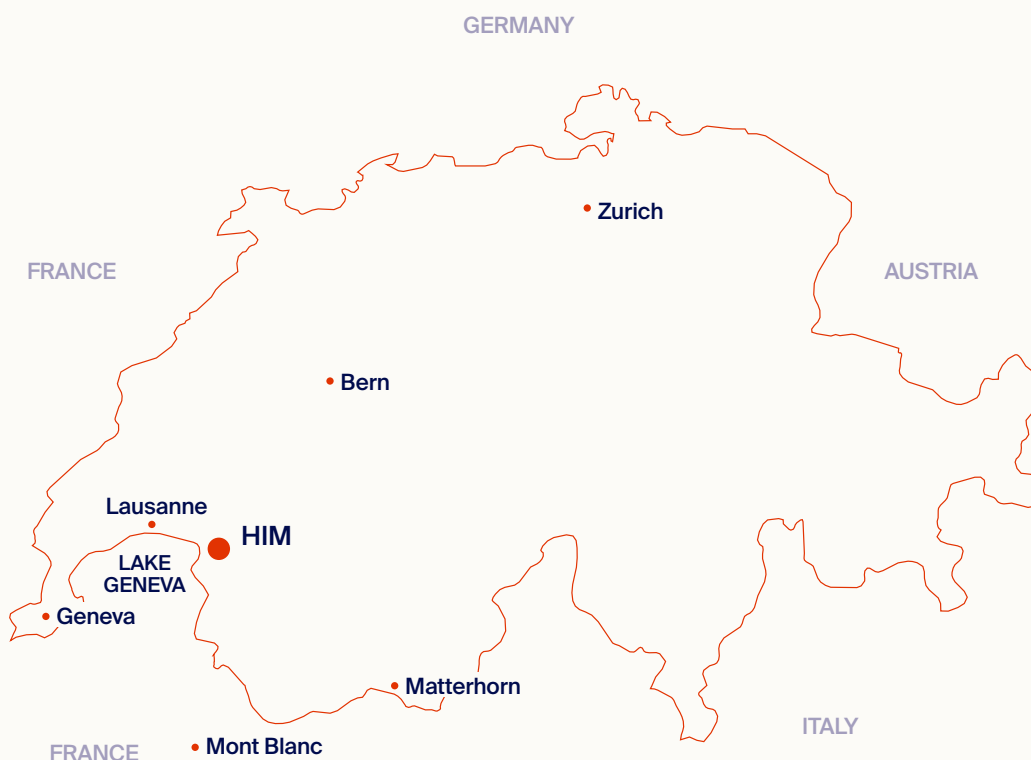 GERMANY
Zurich
FRANCE
AUSTRIA
Bern
Lausanne
HIM
LAKE
GENEVA
Geneva
Matterhorn
ITALY
Mont Blanc
FRANCE